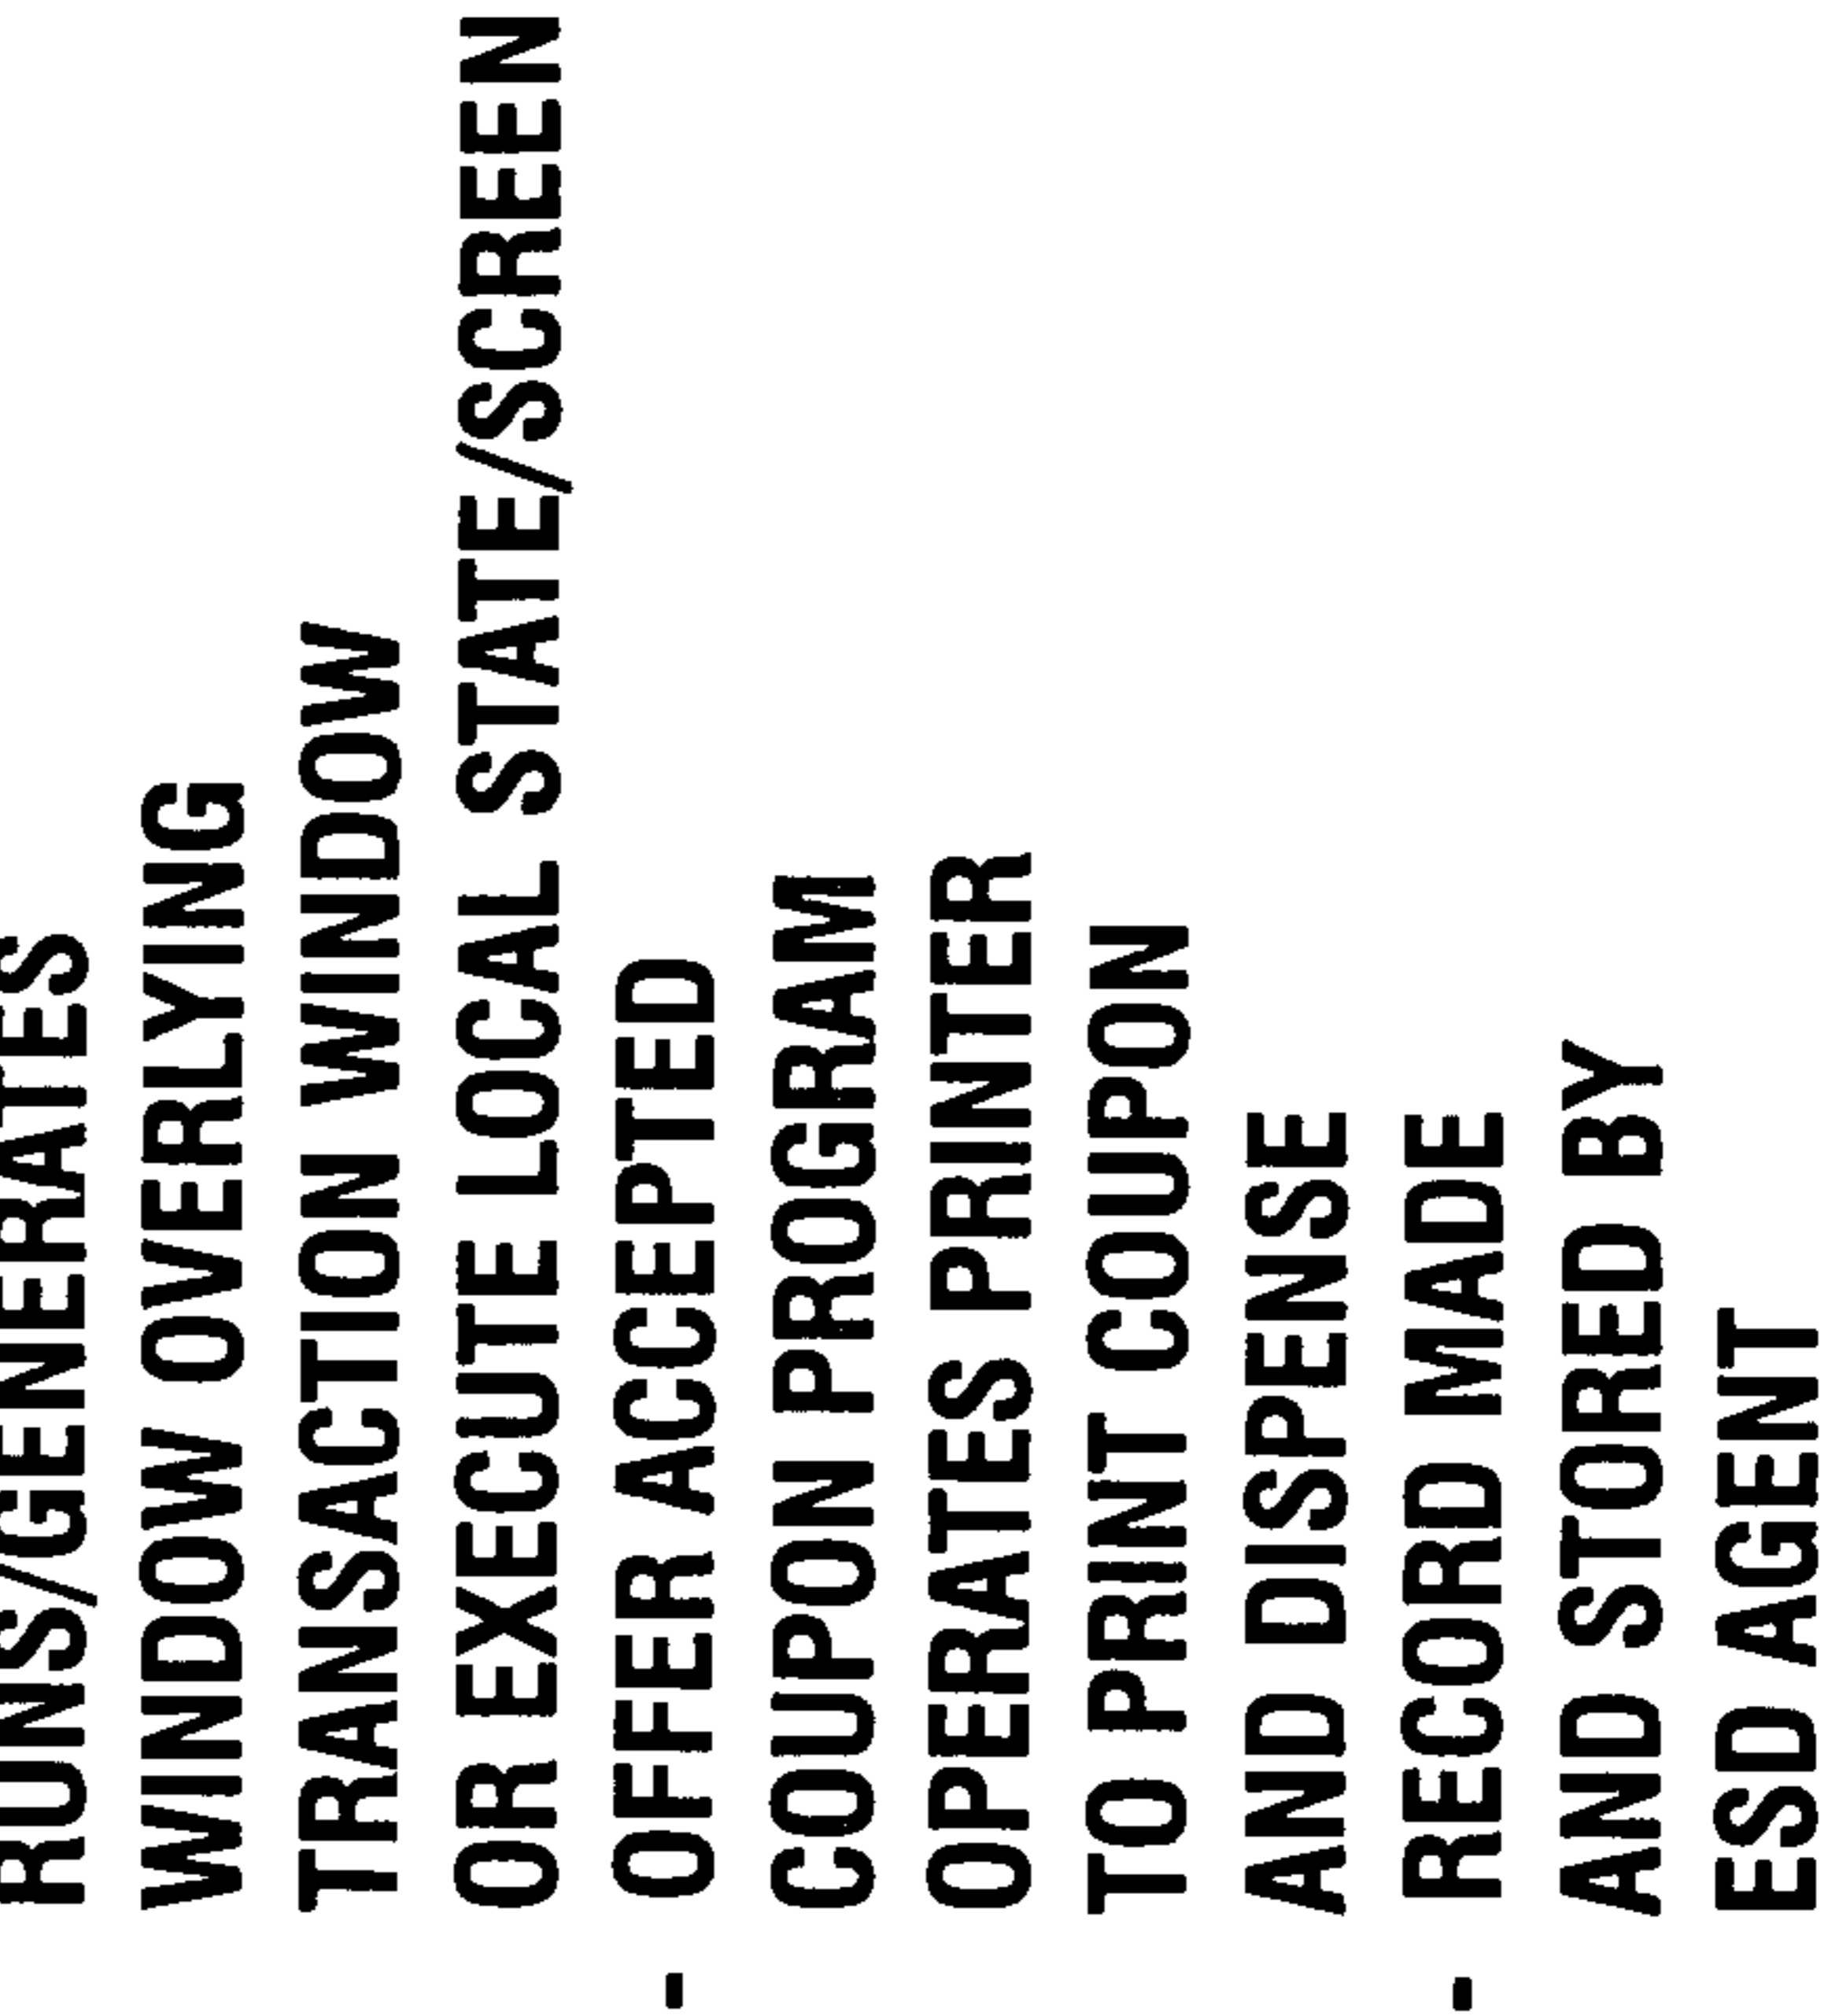 RUNS/GENERATES
WINDOW OVERLYING
TRANSACTION WINDOW
OR EXECUTE LOCAL STATE/SCREEN
- OFFER ACCEPTED
COUPON PROGRAM
OPERATES PRINTER
TO PRINT COUPON
AND DISPENSE
- RECORD MADE
AND STORED BY
ESD AGENT